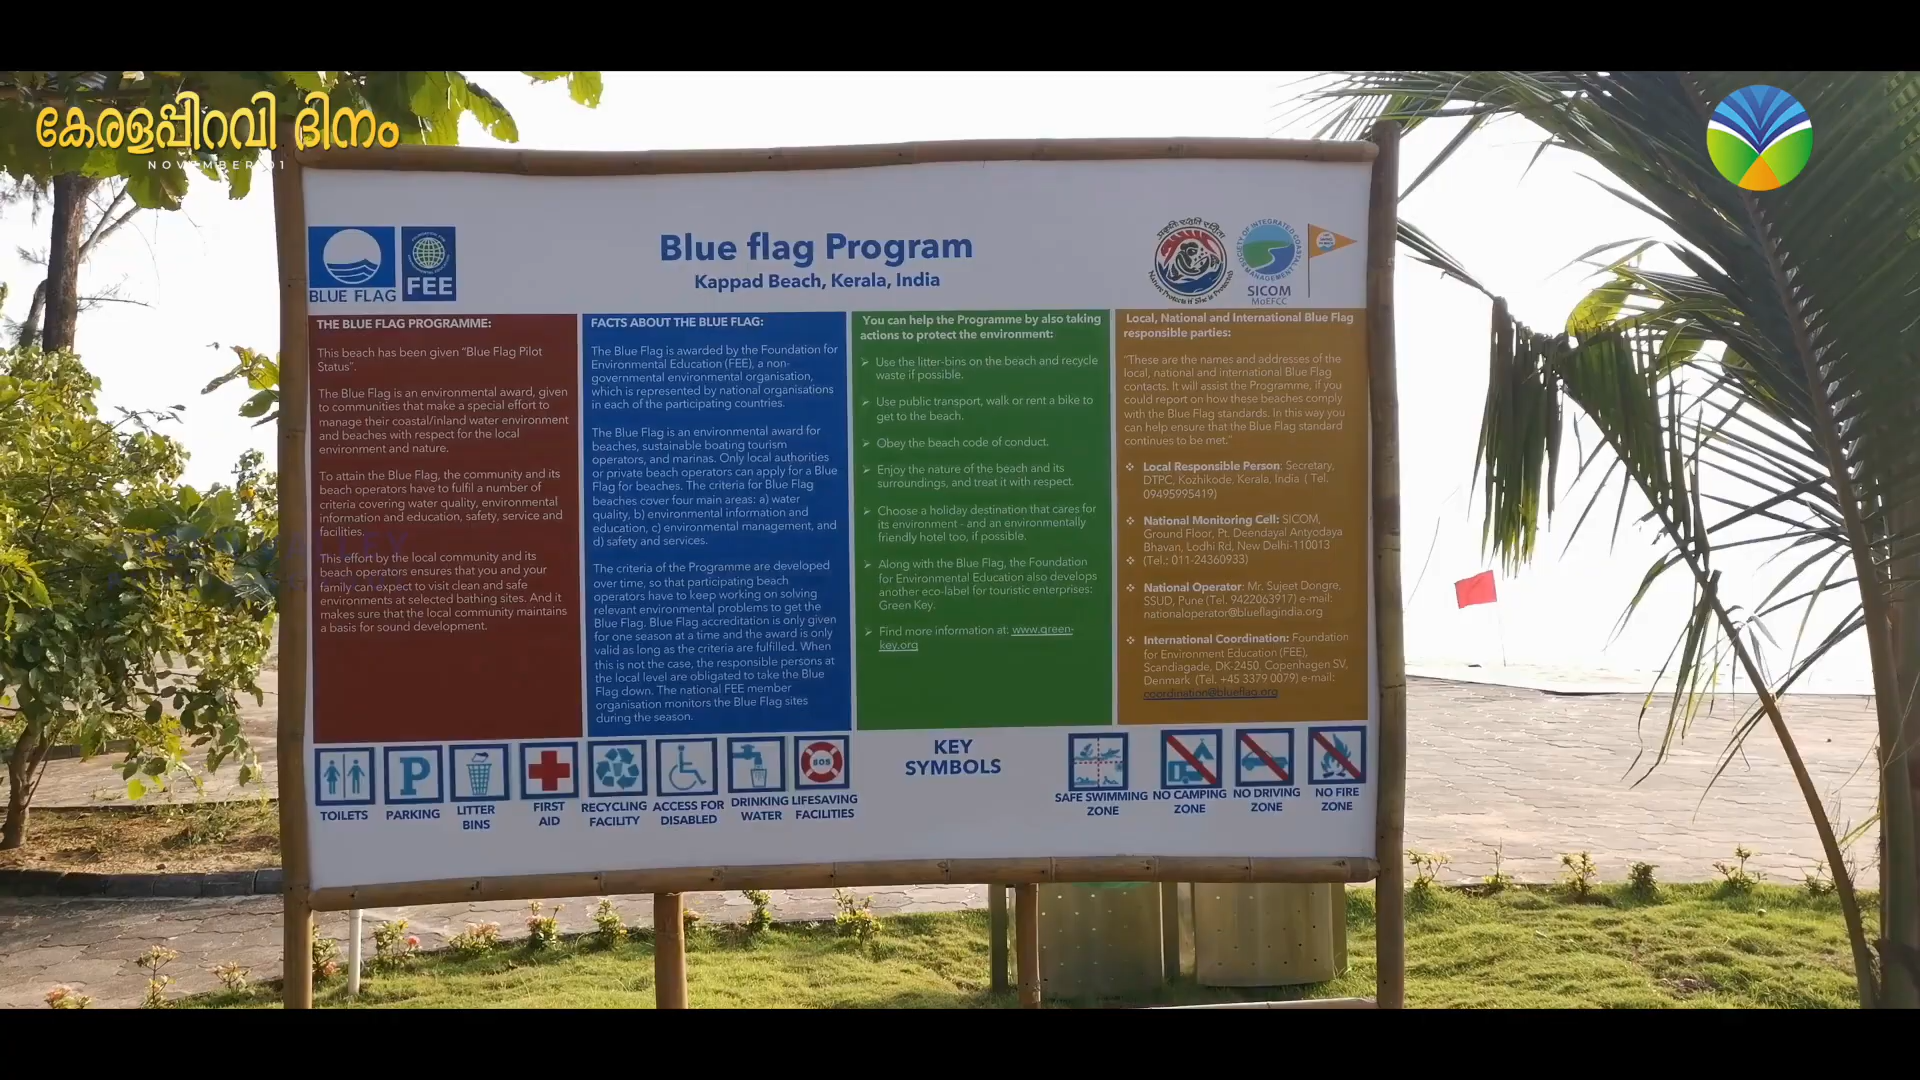 കേരളപ്പിറവി ദിനം
NOVEMBER 01
BLUE FLAG
FEE
Blue flag Program
Kappad Beach, Kerala, India
SICOM
MoEFCC
THE BLUE FLAG PROGRAMME:
This beach has been given “Blue Flag Pilot
Status”.
The Blue Flag is an environmental award, given
to communities that make a special effort to
manage their coastal/inland water environment
and beaches with respect for the local
environment and nature.
To attain the Blue Flag, the community and its
beach operators have to fulfil a number of
criteria covering water quality, environmental
information and education, safety, service and
facilities.
This effort by the local community and its
beach operators ensures that you and your
family can expect to visit clean and safe
environments at selected bathing sites. And it
makes sure that the local community maintains
a basis for sound development.
FACTS ABOUT THE BLUE FLAG:
The Blue Flag is awarded by the Foundation for
Environmental Education (FEE), a non-
governmental environmental organisation,
which is represented by national organisations
in each of the participating countries.
The Blue Flag is an environmental award for
beaches, sustainable boating tourism
operators, and marinas. Only local authorities
or private beach operators can apply for a Blue
Flag for beaches. The criteria for Blue Flag
beaches cover four main areas: a) water
quality, b) environmental information and
education, c) environmental management, and
d) safety and services.
The criteria of the Programme are developed
over time, so that participating beach
operators have to keep working on solving
relevant environmental problems to get the
Blue Flag. Blue Flag accreditation is only given
for one season at a time and the award is only
valid as long as the criteria are fulfilled. When
this is not the case, the responsible persons at
the local level are obligated to take the Blue
Flag down. The national FEE member
organisation monitors the Blue Flag sites
during the season.
You can help the Programme by also taking
actions to protect the environment:
Use the litter-bins on the beach and recycle
waste if possible.
Use public transport, walk or rent a bike to
get to the beach.
Obey the beach code of conduct.
Enjoy the nature of the beach and its
surroundings, and treat it with respect.
Choose a holiday destination that cares for
its environment - and an environmentally
friendly hotel too, if possible.
Along with the Blue Flag, the Foundation
for Environmental Education also develops
another eco-label for touristic enterprises:
Green Key.
Find more information at: www.green-
key.org
Local, National and International Blue Flag
responsible parties:
“These are the names and addresses of the
local, national and international Blue Flag
contacts. It will assist the Programme, if you
could report on how these beaches comply
with the Blue Flag standards. In this way you
can help ensure that the Blue Flag standard
continues to be met.”
Local Responsible Person: Secretary,
DTPC, Kozhikode, Kerala, India ( Tel.
09495995419)
National Monitoring Cell: SICOM,
Ground Floor, Pt. Deendayal Antyodaya
Bhavan, Lodhi Rd, New Delhi-110013
(Tel.: 011-24360933)
National Operator: Mr. Sujeet Dongre,
SSUD, Pune (Tel. 9422063917) e-mail:
nationaloperator@blueflagindia.org
International Coordination: Foundation
for Environment Education (FEE),
Scandiagade, DK-2450 Copenhagen SV,
Denmark (Tel. +45 3379 0079) e-mail:
coordination@blueflag.org
TOILETS
P
PARKING
LITTER
BINS
FIRST
AID
RECYCLING
FACILITY
ACCESS FOR
DISABLED
DRINKING
WATER
SOS
LIFESAVING
FACILITIES
KEY
SYMBOLS
SAFE SWIMMING
ZONE
NO CAMPING
ZONE
NO DRIVING
ZONE
NO FIRE
ZONE